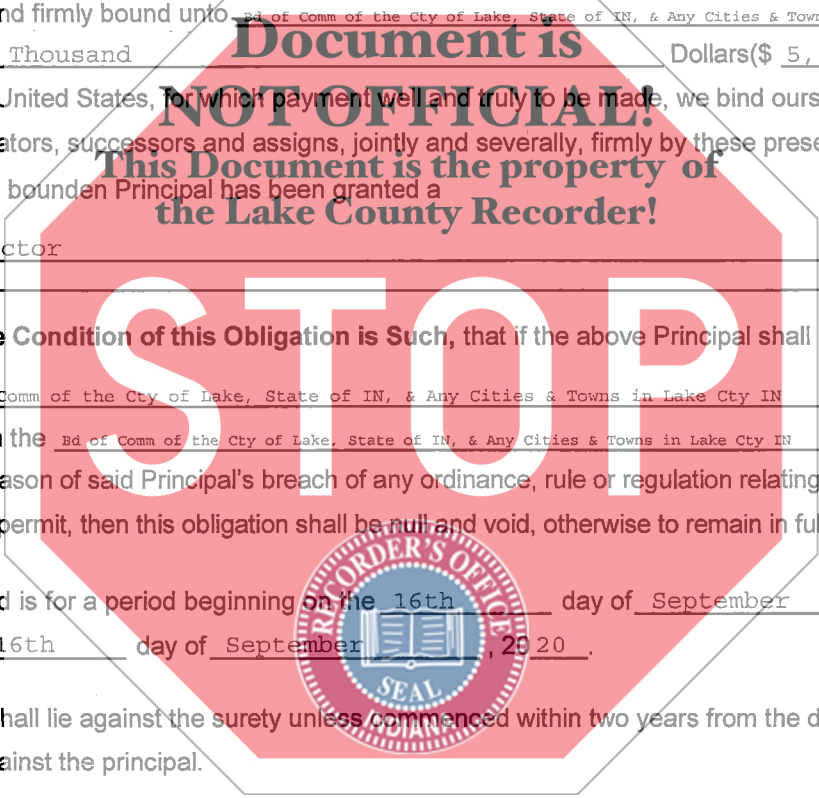 nd firmly bound unto Bd of Comm of the Cty of Lake, State of IN, & Any Cities & Town
Document is
Thousand Dollars($ 5,
NOT OFFICIAL!
United States, for which payment well and truly to be made, we bind ours
ators, successors and assigns, jointly and severally, firmly by these prese
This Document is the property of
bounden Principal has been granted a
the Lake County Recorder!
ctor
STOP
e Condition of this Obligation is Such, that if the above Principal shall
Comm of the Cty of Lake, State of IN, & Any Cities & Towns in Lake Cty IN
the Bd of Comm of the Cty of Lake, State of IN, & Any Cities & Towns in Lake Cty IN
ason of said Principal's breach of any ordinance, rule or regulation relating
permit, then this obligation shall be null and void, otherwise to remain in ful
RECORDER'S OFFICE
d is for a period beginning on the 16th day of September
16th day of September, 2020.
SEAL
INDIANA
hall lie against the surety unless commenced within two years from the d
ainst the principal.